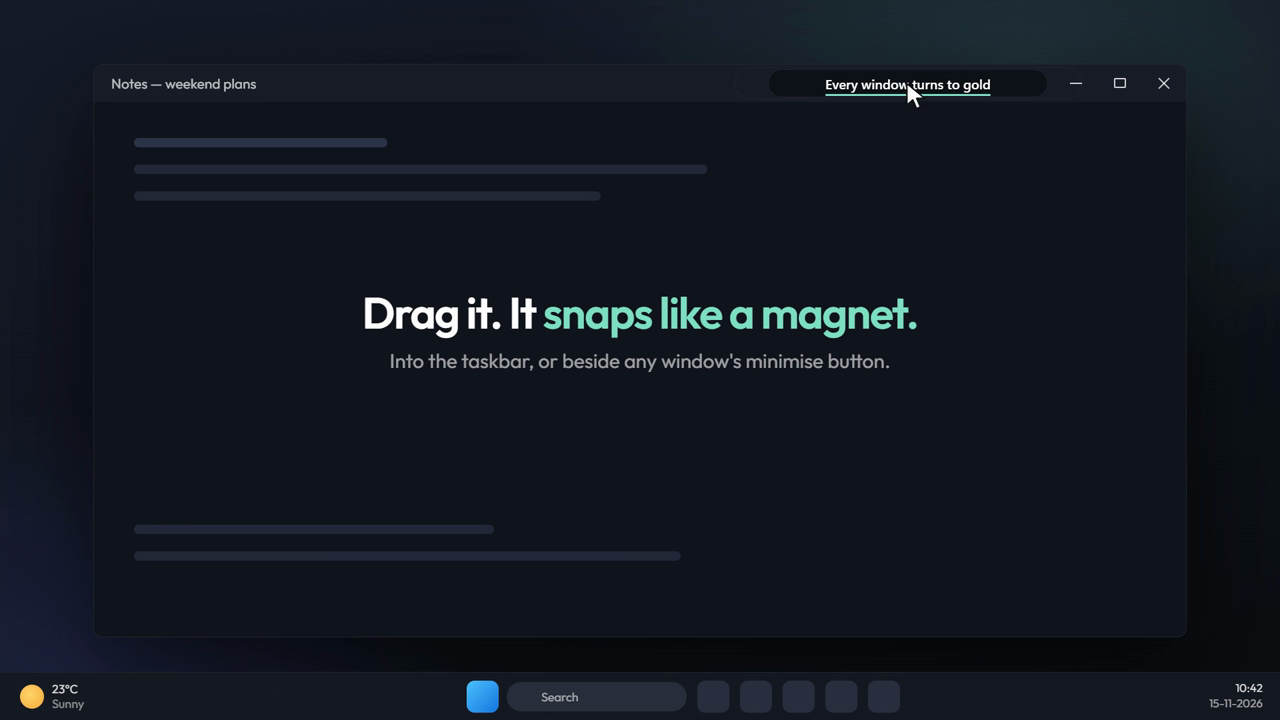 Notes — weekend plans
Every window turns to gold
Drag it. It snaps like a magnet.
Into the taskbar, or beside any window's minimise button.
23°C
Sunny
Search
10:42
15-11-2026